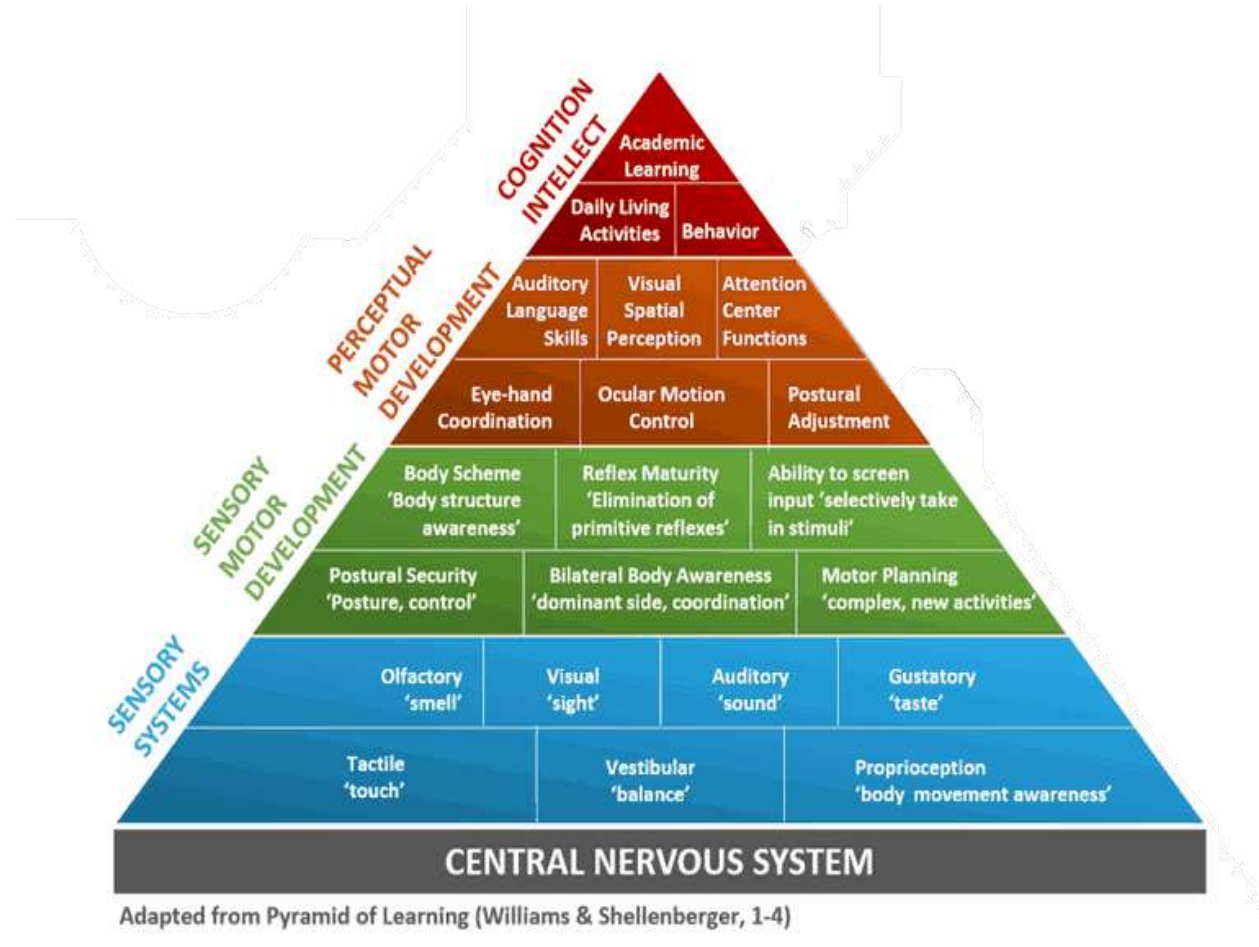 COGNITION
INTELLECT
Academic
Learning
Daily Living
Activities
Behavior
PERCEPTUAL
MOTOR
DEVELOPMENT
Auditory
Language
Skills
Visual
Spatial
Perception
Attention
Center
Functions
Eye-hand
Coordination
Ocular Motion
Control
Postural
Adjustment
SENSORY
MOTOR
DEVELOPMENT
Body Scheme
'Body structure
awareness'
Reflex Maturity
'Elimination of
primitive reflexes'
Ability to screen
input 'selectively take
in stimuli'
Postural Security
'Posture, control'
Bilateral Body Awareness
'dominant side, coordination'
Motor Planning
'complex, new activities'
SENSORY
SYSTEMS
Olfactory
'smell'
Visual
'sight'
Auditory
'sound'
Gustatory
'taste'
Tactile
'touch'
Vestibular
'balance'
Proprioception
'body movement awareness'
CENTRAL NERVOUS SYSTEM
Adapted from Pyramid of Learning (Williams & Shellenberger, 1-4)